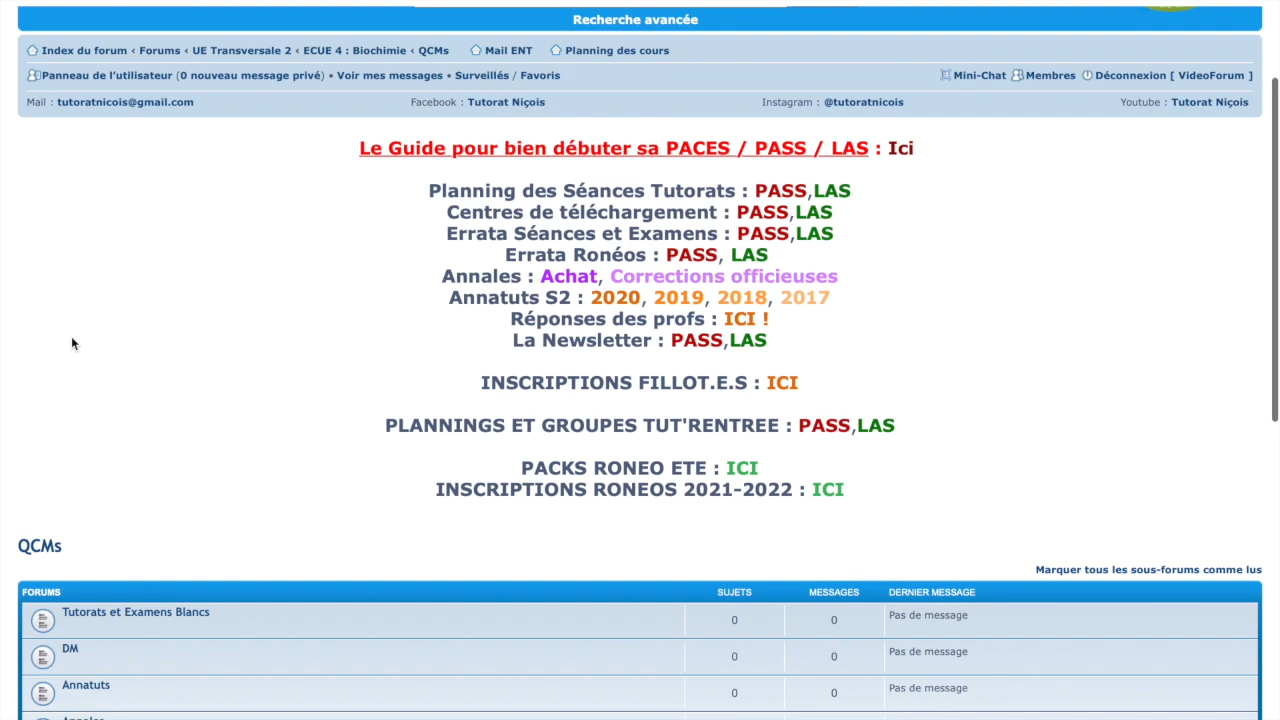 Recherche avancée
Index du forum ‹ Forums ‹ UE Transversale 2 ‹ ECUE 4 : Biochimie ‹ QCMs Mail ENT Planning des cours
Panneau de l'utilisateur (0 nouveau message privé) • Voir mes messages • Surveillés / Favoris Mini-Chat Membres Déconnexion [ VideoForum ]
Mail : tutoratnicois@gmail.com Facebook : Tutorat Niçois Instagram : @tutoratnicois Youtube : Tutorat Niçois
Le Guide pour bien débuter sa PACES / PASS / LAS : Ici
Planning des Séances Tutorats : PASS,LAS
Centres de téléchargement : PASS,LAS
Errata Séances et Examens : PASS,LAS
Errata Ronéos : PASS, LAS
Annales : Achat, Corrections officieuses
Annatuts S2 : 2020, 2019, 2018, 2017
Réponses des profs : ICI !
La Newsletter : PASS,LAS
INSCRIPTIONS FILLOT.E.S : ICI
PLANNINGS ET GROUPES TUT'RENTREE : PASS,LAS
PACKS RONEO ETE : ICI
INSCRIPTIONS RONEOS 2021-2022 : ICI
QCMs
Marquer tous les sous-forums comme lus
FORUMS SUJETS MESSAGES DERNIER MESSAGE
Tutorats et Examens Blancs 0 0 Pas de message
DM 0 0 Pas de message
Annatuts 0 0 Pas de message